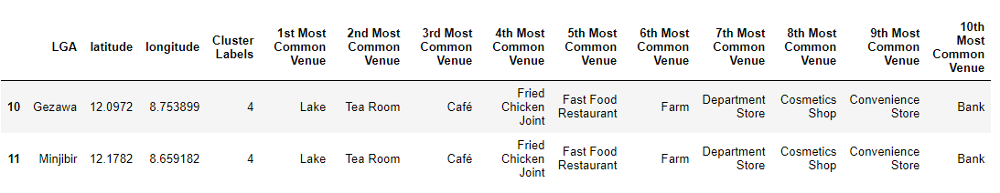 LGA latitude longitude Cluster Labels 1st Most Common Venue 2nd Most Common Venue 3rd Most Common Venue 4th Most Common Venue 5th Most Common Venue 6th Most Common Venue 7th Most Common Venue 8th Most Common Venue 9th Most Common Venue 10th Most Common Venue
10 Gezawa 12.0972 8.753899 4 Lake Tea Room Café Fried Chicken Joint Fast Food Restaurant Farm Department Store Cosmetics Shop Convenience Store Bank
11 Minjibir 12.1782 8.659182 4 Lake Tea Room Café Fried Chicken Joint Fast Food Restaurant Farm Department Store Cosmetics Shop Convenience Store Bank